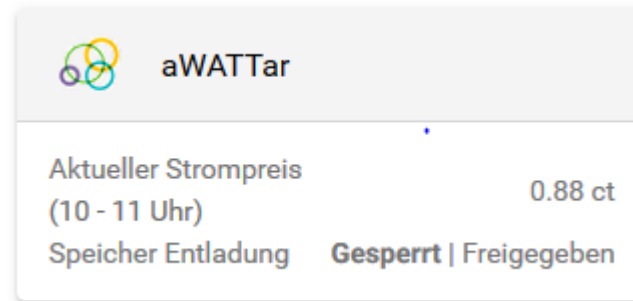 aWATTar
Aktueller Strompreis
(10 - 11 Uhr) 0.88 ct
Speicher Entladung Gesperrt | Freigegeben